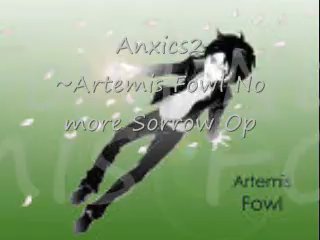 Anxics2
~Artemis Fowl No
more Sorrow Op
Artemis
Fowl